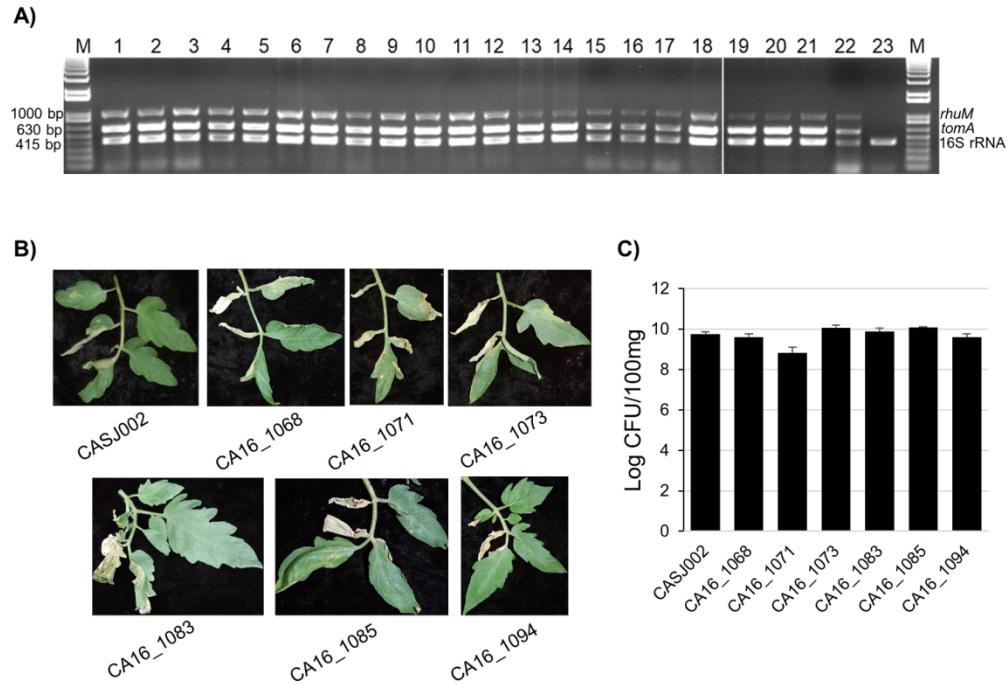 A)
M 1 2 3 4 5 6 7 8 9 10 11 12 13 14 15 16 17 18 19 20 21 22 23 M
1000 bp rhuM
630 bp tomA
415 bp 16S rRNA
B)
CASJ002
CA16_1068
CA16_1071
CA16_1073
CA16_1083
CA16_1085
CA16_1094
C)
Log CFU/100mg
12
10
8
6
4
2
0
CASJ002
CA16_1068
CA16_1071
CA16_1073
CA16_1083
CA16_1085
CA16_1094